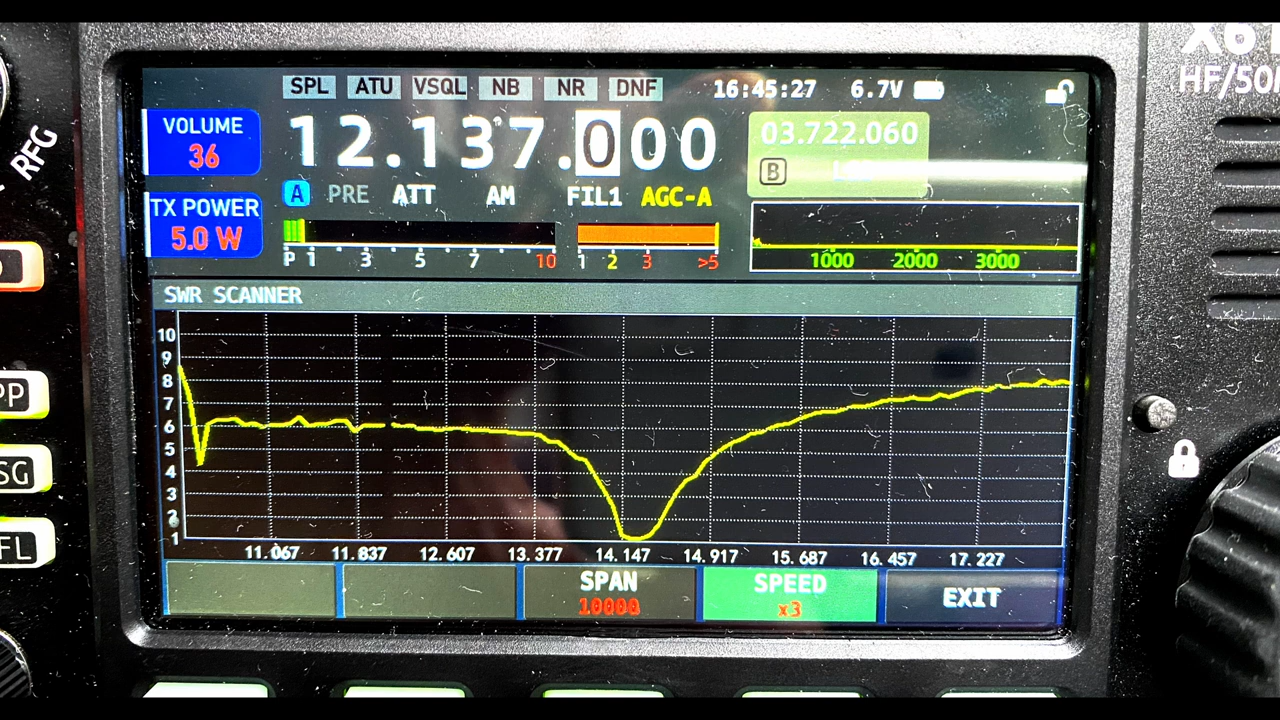 SPL ATU VSQL NB NR DNF 16:45:27 6.7V
VOLUME
36
12.137.000
03.722.060
B
A PRE ATT AM FIL1 AGC-A
TX POWER
5.0 W
P 1 3 5 7 10
1 2 3 >5
1000 2000 3000
SWR SCANNER
10
9
8
7
6
5
4
3
2
1
11.067 11.837 12.607 13.377 14.147 14.917 15.687 16.457 17.227
SPAN
10000
SPEED
x3
EXIT
RFG
HF/50